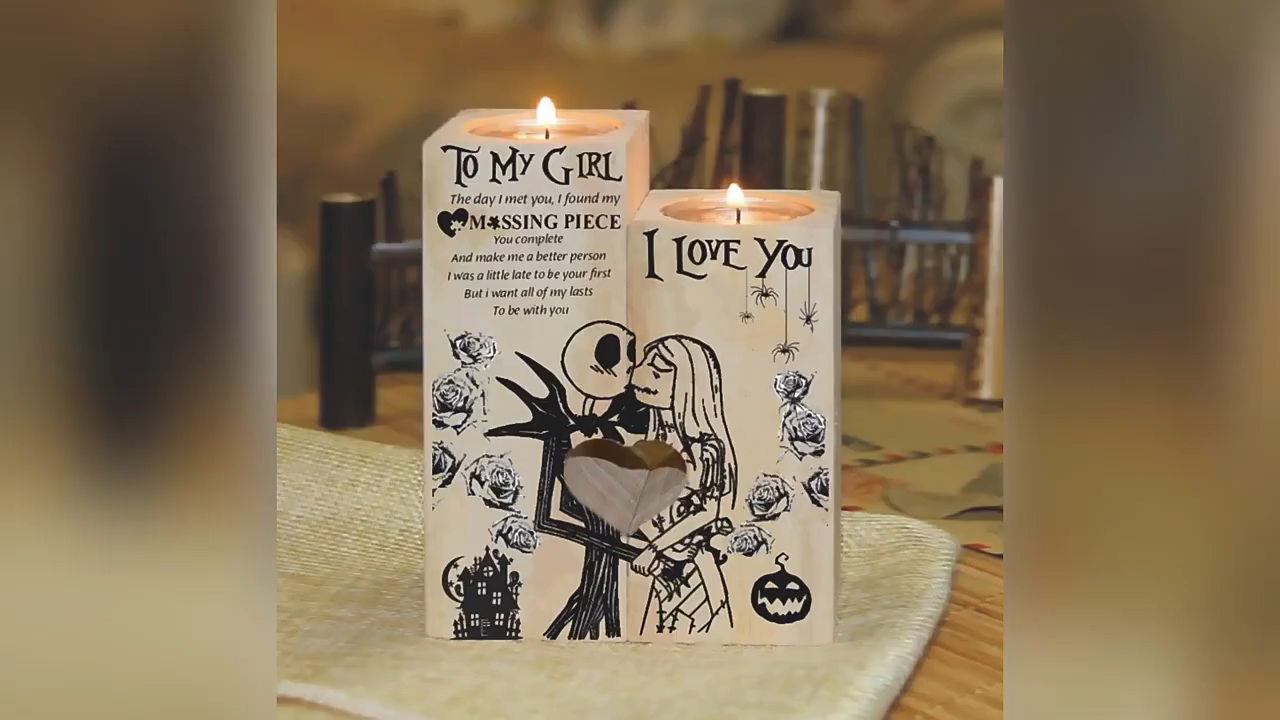 To My Girl
The day I met you, I found my
M SSING PIECE
You complete
And make me a better person
I was a little late to be your first
But i want all of my lasts
To be with you
I Love You